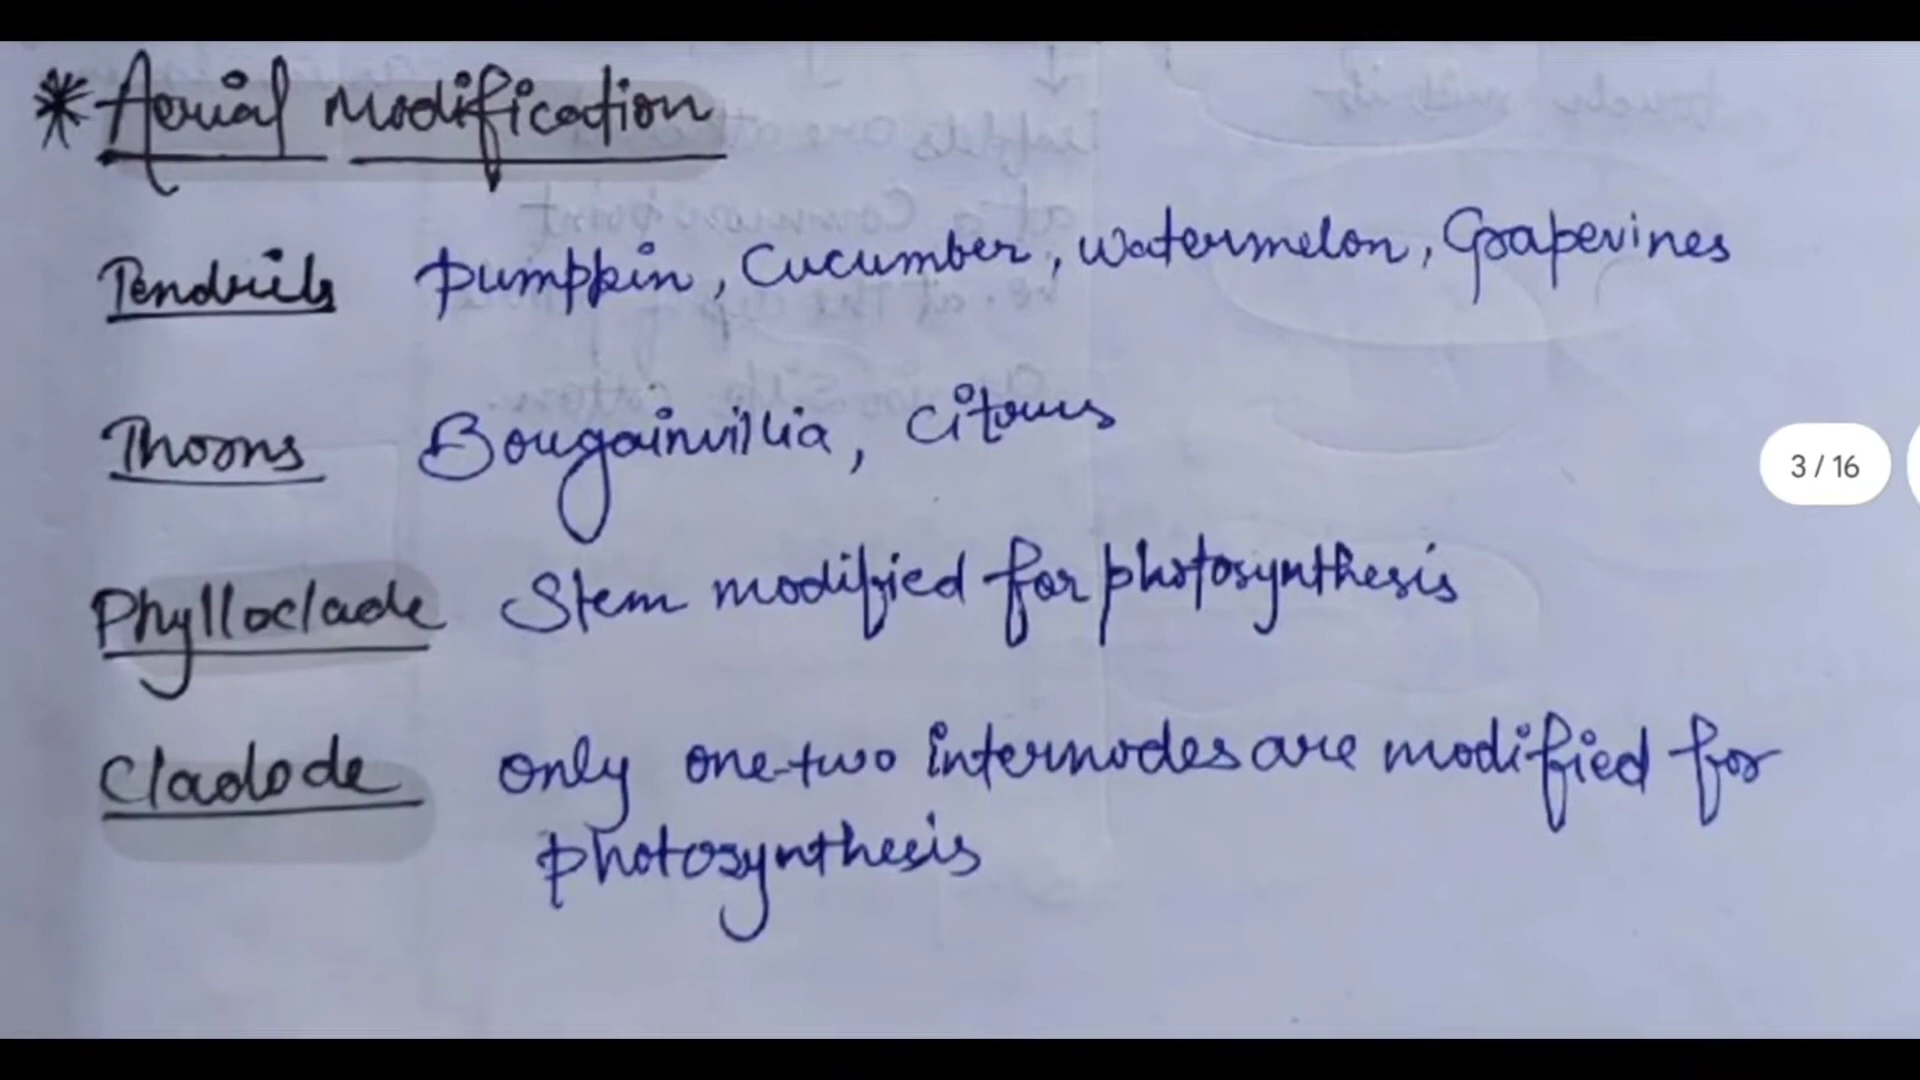 * Aerial Modification
Tendrils Pumpkin, Cucumber, Watermelon, Grapevines
Thorns Bougainvillia, Citrus
Phylloclade Stem modified for photosynthesis
3 / 16
Cladode only one-two internodes are modified for
photosynthesis